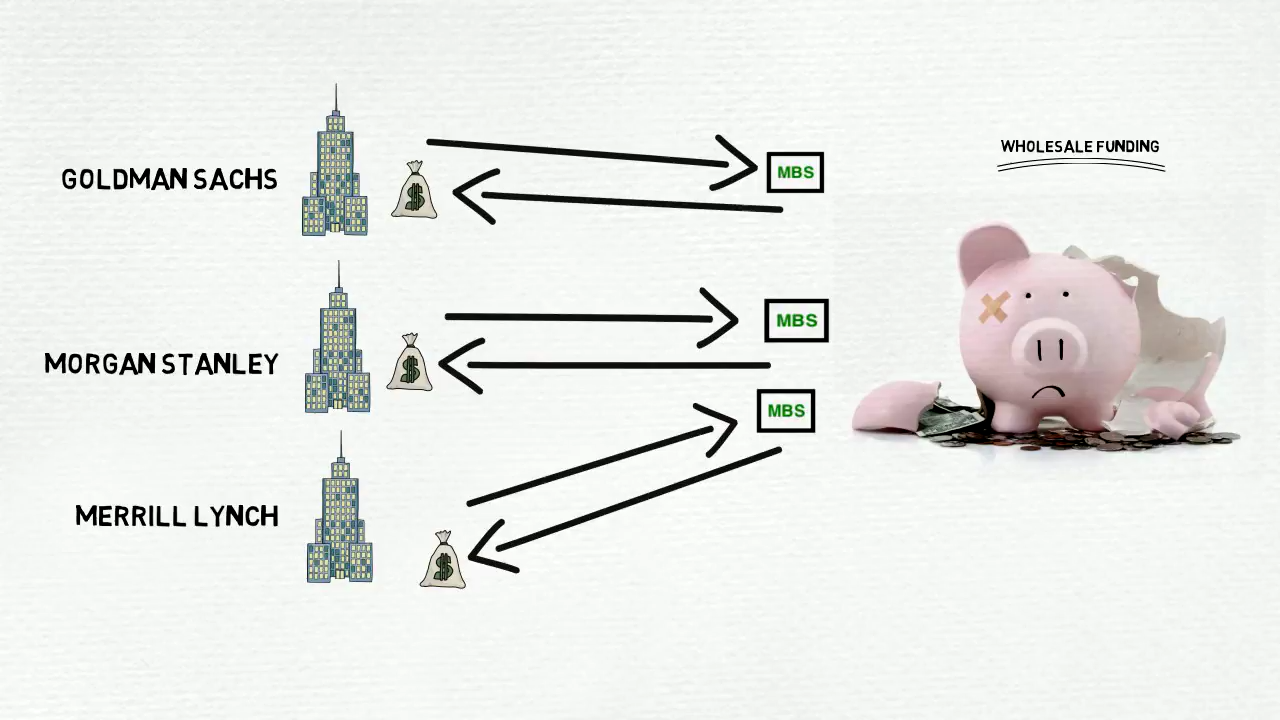 GOLDMAN SACHS
$
MBS
WHOLESALE FUNDING
MORGAN STANLEY
$
MBS
MBS
MERRILL LYNCH
$